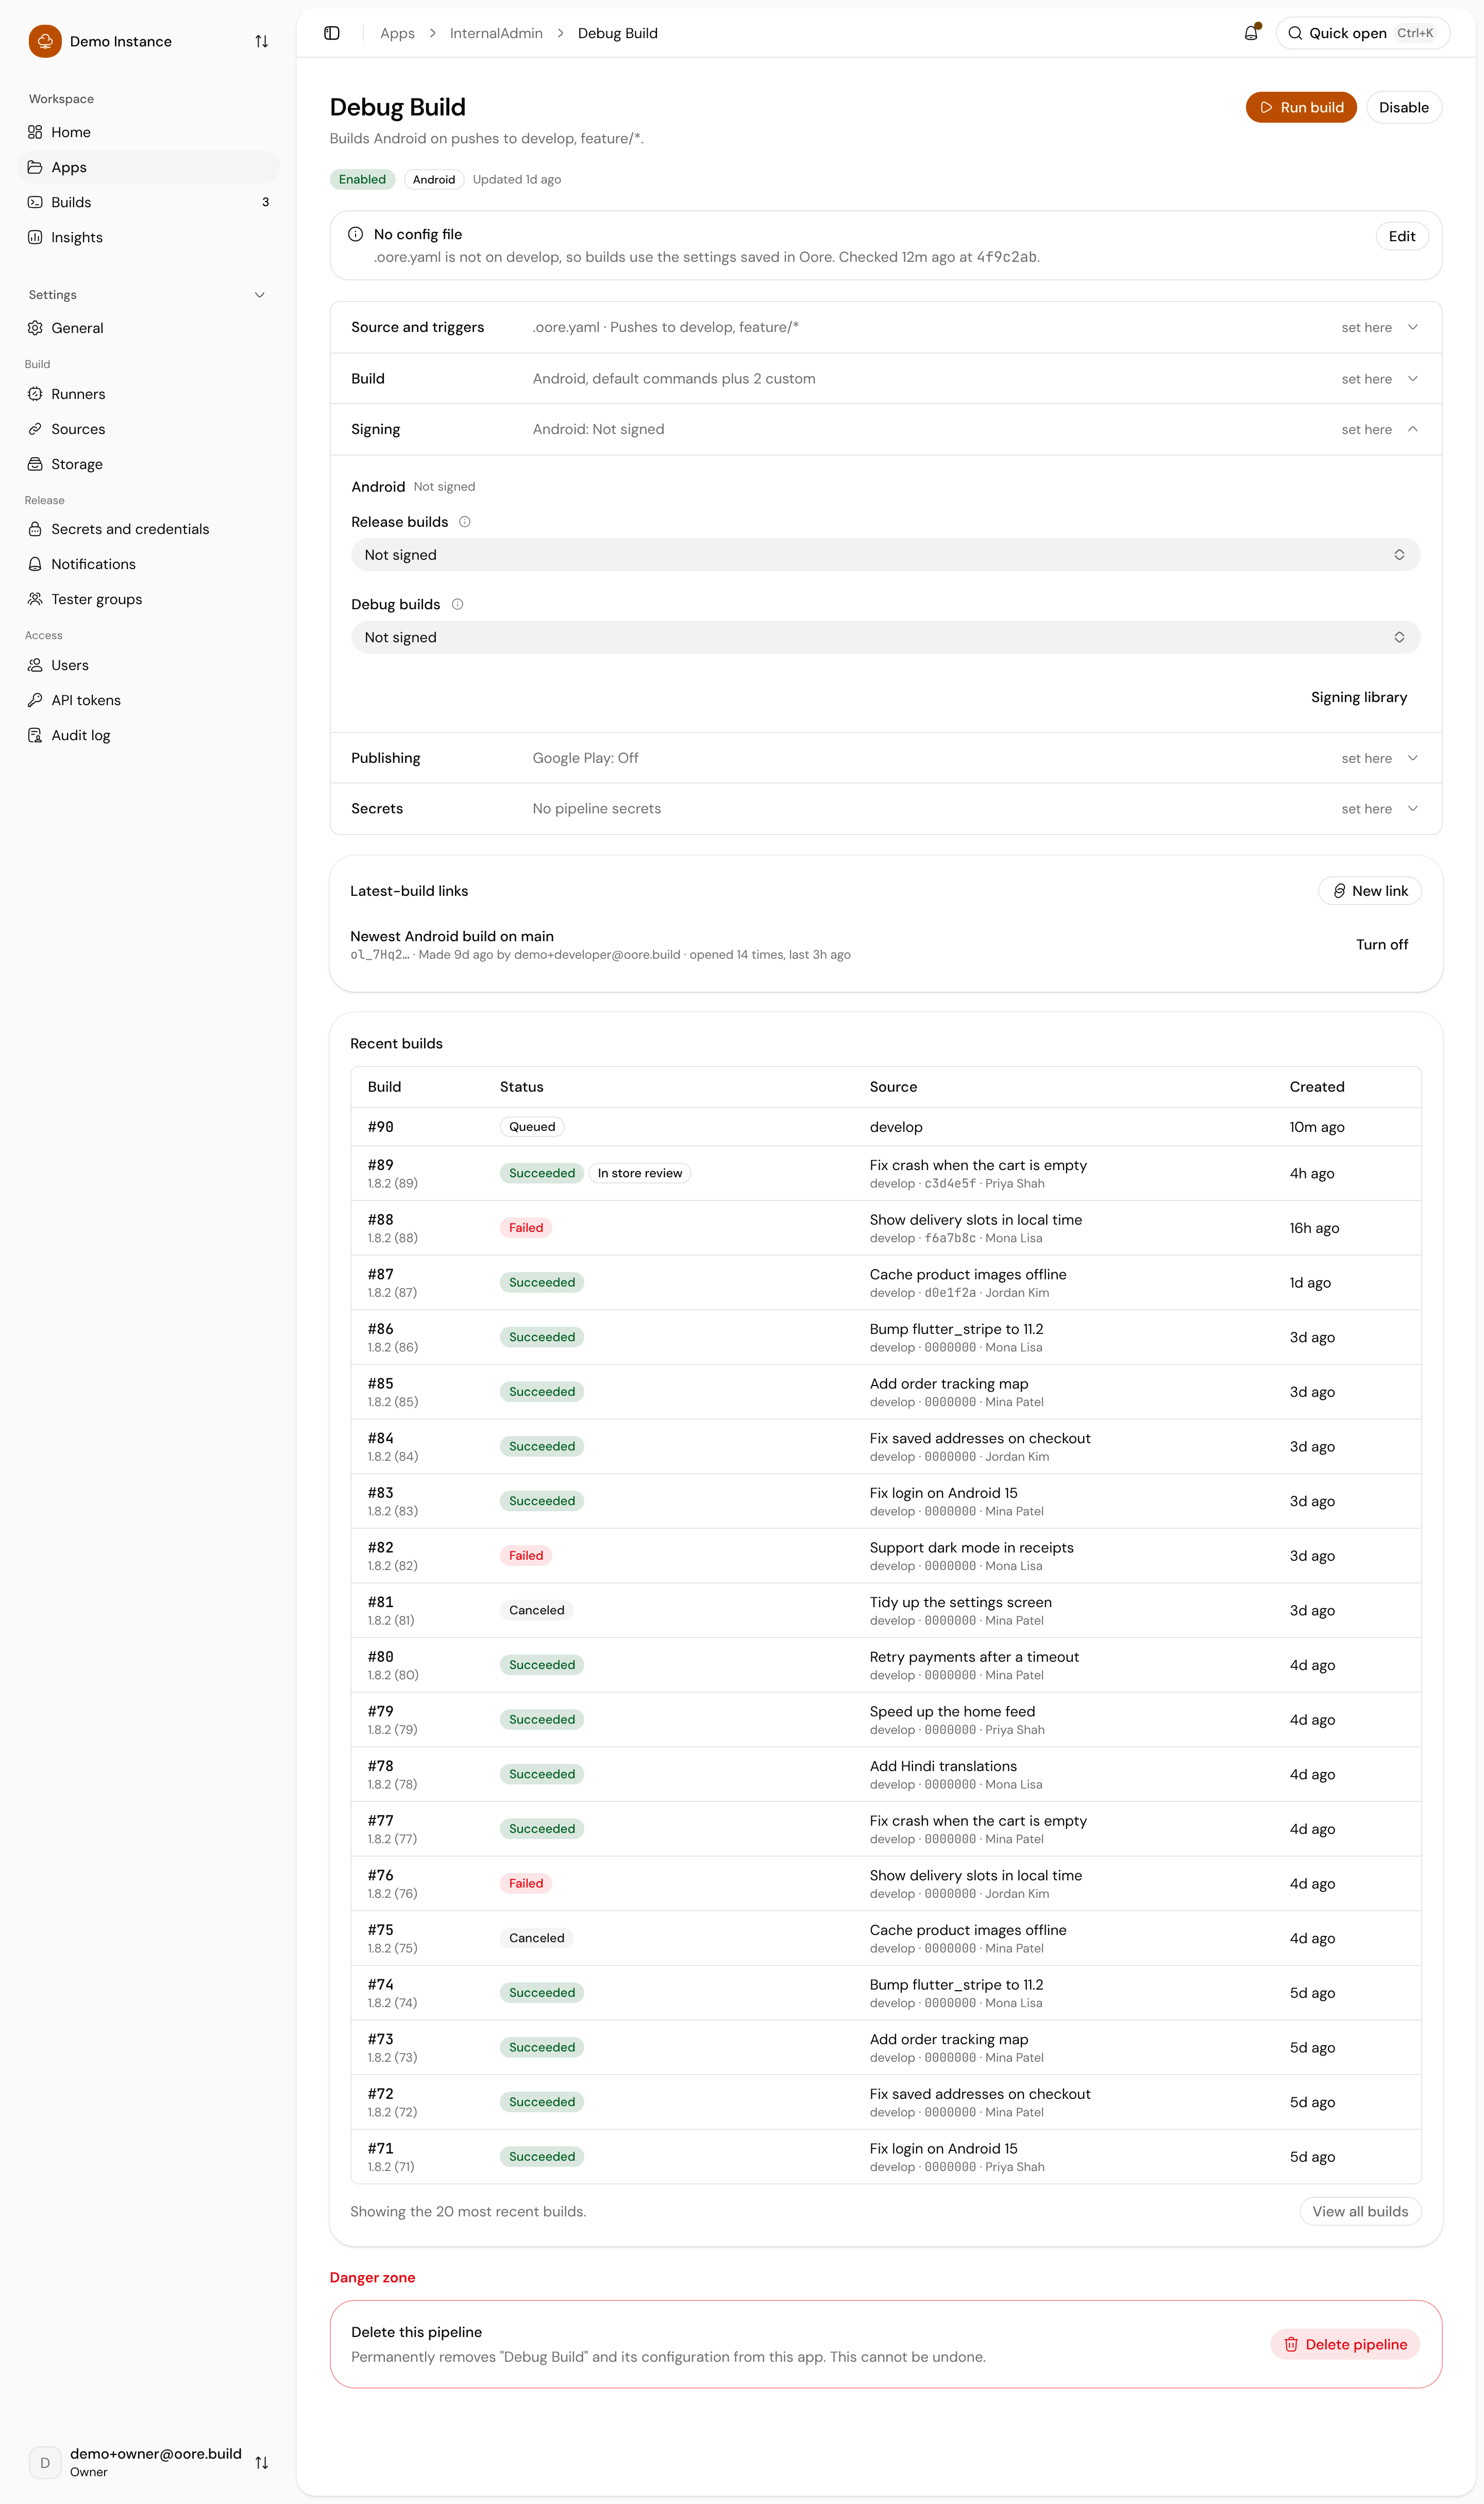 Demo Instance
Workspace
Home
Apps
Builds 3
Insights
Settings
General
Build
Runners
Sources
Storage
Release
Secrets and credentials
Notifications
Tester groups
Access
Users
API tokens
Audit log
D
demo+owner@oore.build
Owner
Apps > InternalAdmin > Debug Build
Quick open Ctrl+K
Debug Build
Run build
Disable
Builds Android on pushes to develop, feature/*.
Enabled Android Updated 1d ago
No config file
.oore.yaml is not on develop, so builds use the settings saved in Oore. Checked 12m ago at 4f9c2ab.
Edit
Source and triggers .oore.yaml · Pushes to develop, feature/* set here
Build Android, default commands plus 2 custom set here
Signing Android: Not signed set here
Android Not signed
Release builds
Not signed
Debug builds
Not signed
Signing library
Publishing Google Play: Off set here
Secrets No pipeline secrets set here
Latest-build links
New link
Newest Android build on main
ol_7Hq2… · Made 9d ago by demo+developer@oore.build · opened 14 times, last 3h ago
Turn off
Recent builds
Build Status Source Created
#90 Queued develop 10m ago
#89 Succeeded In store review Fix crash when the cart is empty 4h ago
1.8.2 (89) develop · c3d4e5f · Priya Shah
#88 Failed Show delivery slots in local time 16h ago
1.8.2 (88) develop · f6a7b8c · Mona Lisa
#87 Succeeded Cache product images offline 1d ago
1.8.2 (87) develop · d0e1f2a · Jordan Kim
#86 Succeeded Bump flutter_stripe to 11.2 3d ago
1.8.2 (86) develop · 0000000 · Mona Lisa
#85 Succeeded Add order tracking map 3d ago
1.8.2 (85) develop · 0000000 · Mina Patel
#84 Succeeded Fix saved addresses on checkout 3d ago
1.8.2 (84) develop · 0000000 · Jordan Kim
#83 Succeeded Fix login on Android 15 3d ago
1.8.2 (83) develop · 0000000 · Mina Patel
#82 Failed Support dark mode in receipts 3d ago
1.8.2 (82) develop · 0000000 · Mona Lisa
#81 Canceled Tidy up the settings screen 3d ago
1.8.2 (81) develop · 0000000 · Mina Patel
#80 Succeeded Retry payments after a timeout 4d ago
1.8.2 (80) develop · 0000000 · Mina Patel
#79 Succeeded Speed up the home feed 4d ago
1.8.2 (79) develop · 0000000 · Priya Shah
#78 Succeeded Add Hindi translations 4d ago
1.8.2 (78) develop · 0000000 · Mona Lisa
#77 Succeeded Fix crash when the cart is empty 4d ago
1.8.2 (77) develop · 0000000 · Mina Patel
#76 Failed Show delivery slots in local time 4d ago
1.8.2 (76) develop · 0000000 · Jordan Kim
#75 Canceled Cache product images offline 4d ago
1.8.2 (75) develop · 0000000 · Mina Patel
#74 Succeeded Bump flutter_stripe to 11.2 5d ago
1.8.2 (74) develop · 0000000 · Mona Lisa
#73 Succeeded Add order tracking map 5d ago
1.8.2 (73) develop · 0000000 · Mina Patel
#72 Succeeded Fix saved addresses on checkout 5d ago
1.8.2 (72) develop · 0000000 · Mina Patel
#71 Succeeded Fix login on Android 15 5d ago
1.8.2 (71) develop · 0000000 · Priya Shah
Showing the 20 most recent builds.
View all builds
Danger zone
Delete this pipeline
Permanently removes "Debug Build" and its configuration from this app. This cannot be undone.
Delete pipeline